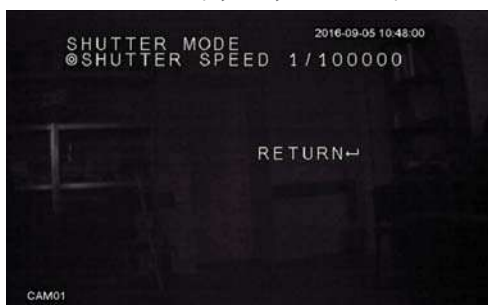 2016-09-05 10:48:00
SHUTTER MODE
◎SHUTTER SPEED 1/100000
RETURN↵
CAM01